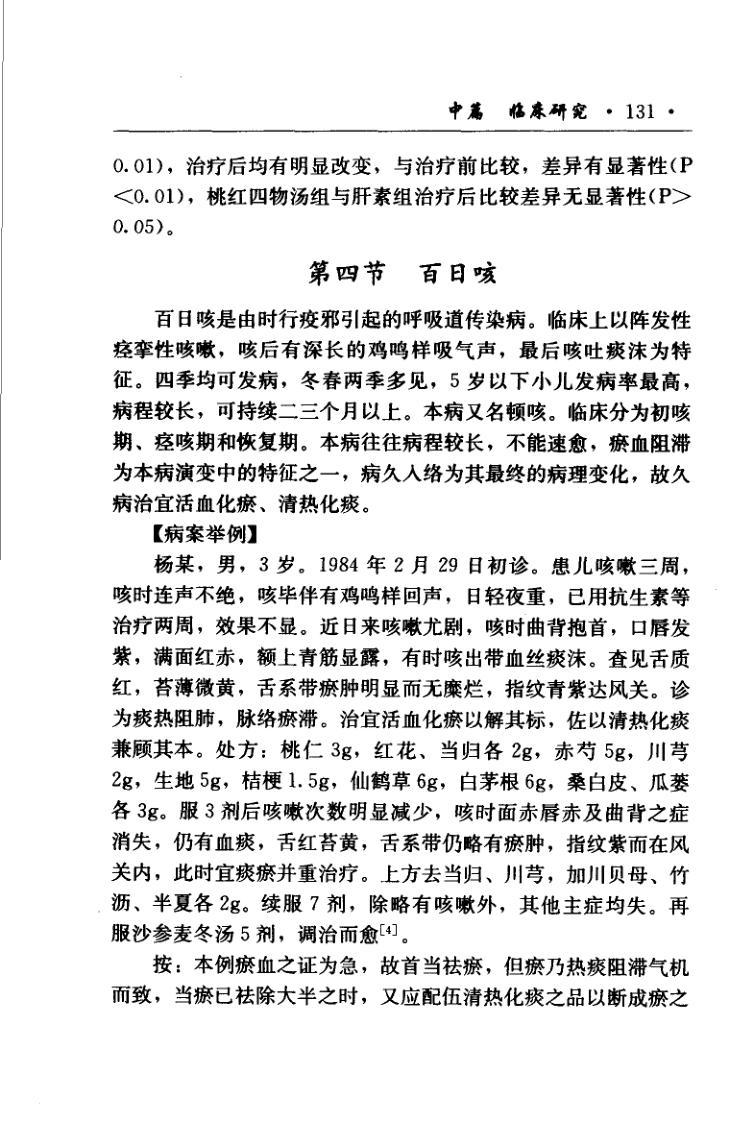 中篇 临床研究 · 131 ·
0.01)，治疗后均有明显改变，与治疗前比较，差异有显著性(P
<0.01)，桃红四物汤组与肝素组治疗后比较差异无显著性(P>
0.05)。
第四节 百日咳
百日咳是由时行疫邪引起的呼吸道传染病。临床上以阵发性
痉挛性咳嗽，咳后有深长的鸡鸣样吸气声，最后咳吐痰沫为特
征。四季均可发病，冬春两季多见，5 岁以下小儿发病率最高，
病程较长，可持续二三个月以上。本病又名顿咳。临床分为初咳
期、痉咳期和恢复期。本病往往病程较长，不能速愈，瘀血阻滞
为本病演变中的特征之一，病久入络为其最终的病理变化，故久
病治宜活血化瘀、清热化痰。
【病案举例】
杨某，男，3 岁。1984 年 2 月 29 日初诊。患儿咳嗽三周，
咳时连声不绝，咳毕伴有鸡鸣样回声，日轻夜重，已用抗生素等
治疗两周，效果不显。近日来咳嗽尤剧，咳时曲背抱首，口唇发
紫，满面红赤，额上青筋显露，有时咳出带血丝痰沫。查见舌质
红，苔薄微黄，舌系带瘀肿明显而无糜烂，指纹青紫达风关。诊
为痰热阻肺，脉络瘀滞。治宜活血化瘀以解其标，佐以清热化痰
兼顾其本。处方：桃仁 3g，红花、当归各 2g，赤芍 5g，川芎
2g，生地 5g，桔梗 1.5g，仙鹤草 6g，白茅根 6g，桑白皮、瓜蒌
各 3g。服 3 剂后咳嗽次数明显减少，咳时面赤唇赤及曲背之症
消失，仍有血痰，舌红苔黄，舌系带仍略有瘀肿，指纹紫而在风
关内，此时宜痰瘀并重治疗。上方去当归、川芎，加川贝母、竹
沥、半夏各 2g。续服 7 剂，除略有咳嗽外，其他主症均失。再
服沙参麦冬汤 5 剂，调治而愈[4]。
按：本例瘀血之证为急，故首当祛瘀，但瘀乃热痰阻滞气机
而致，当瘀已祛除大半之时，又应配伍清热化痰之品以断成瘀之